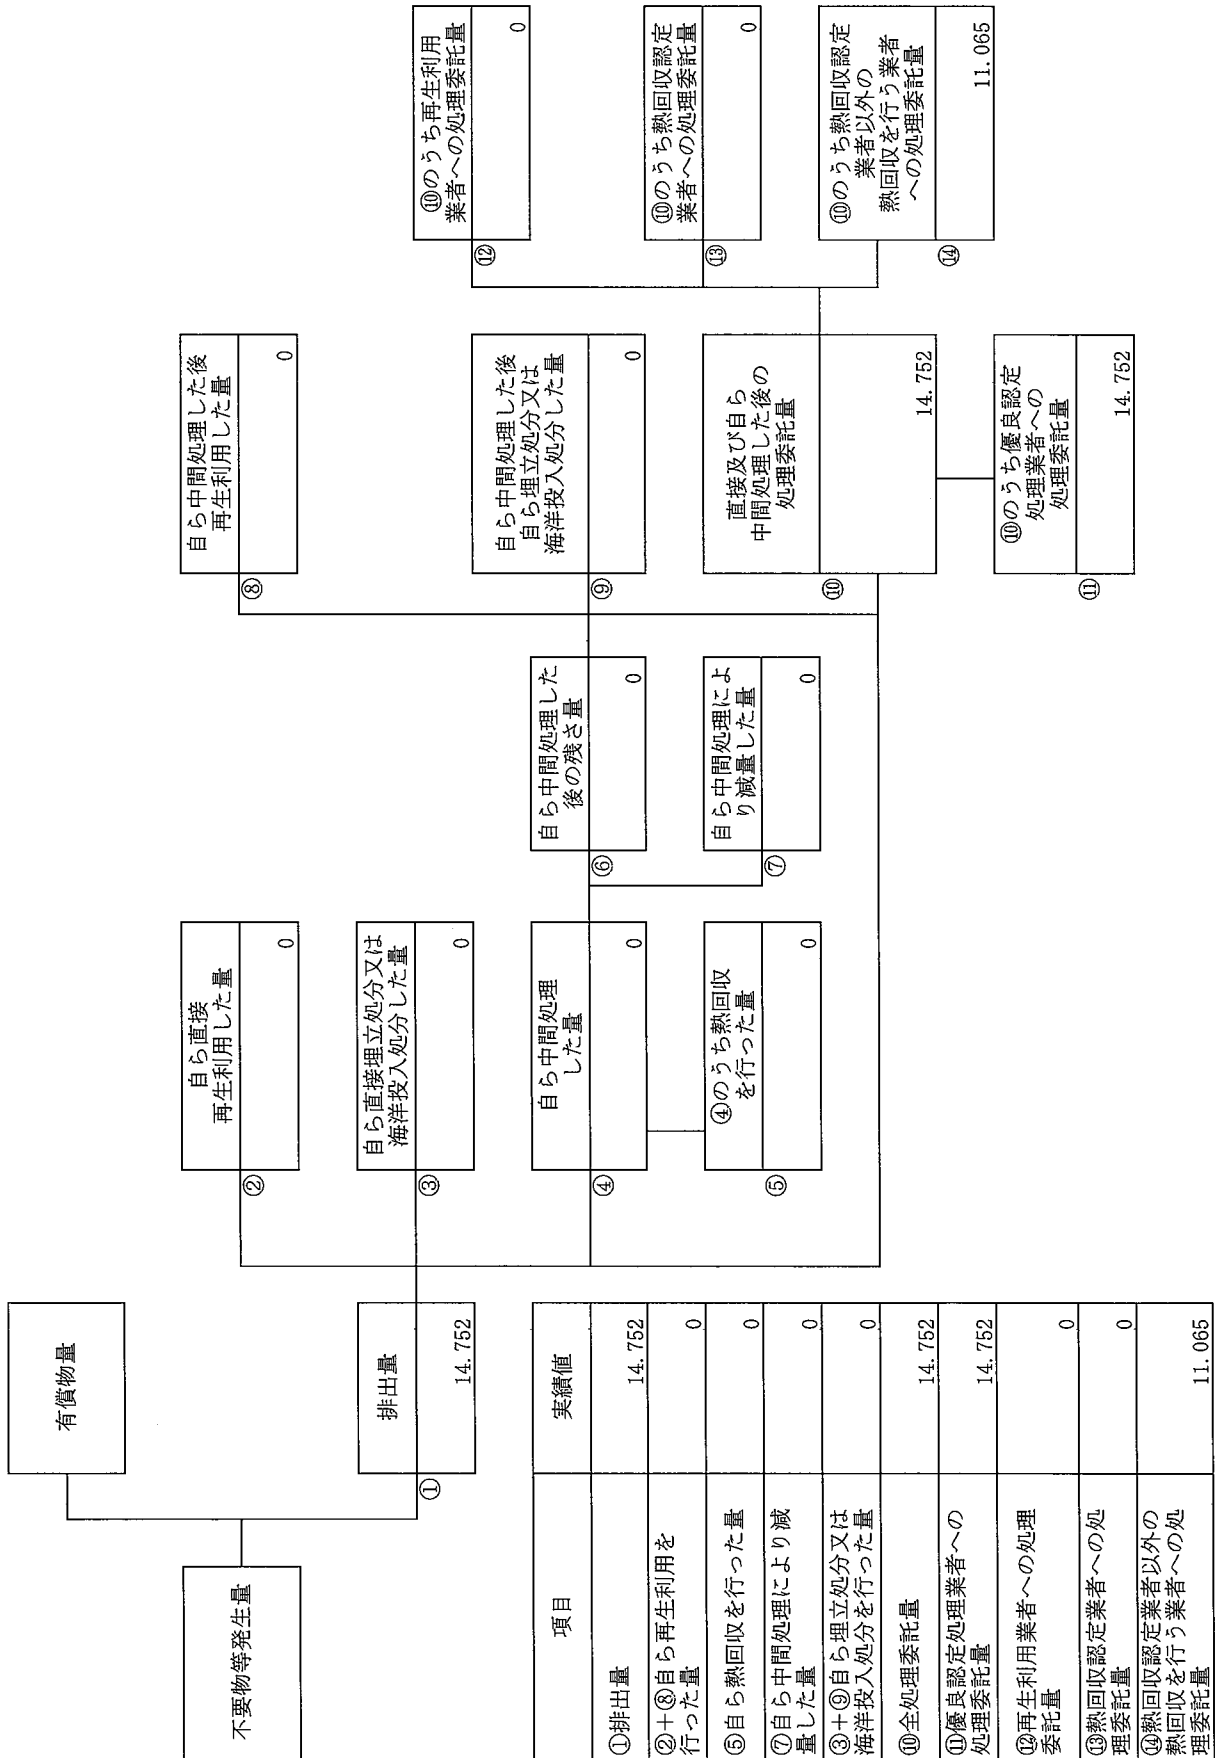 不要物等発生量
有償物量
①
排出量
14.752
②
自ら直接
再生利用した量
0
③
自ら直接埋立処分又は
海洋投入処分した量
0
④
自ら中間処理
した量
0
⑤
④のうち熱回収
を行った量
0
⑥
自ら中間処理した
後の残さ量
0
⑦
自ら中間処理によ
り減量した量
0
⑧
自ら中間処理した後
再生利用した量
0
⑨
自ら中間処理した後
自ら埋立処分又は
海洋投入処分した量
0
⑩
直接及び自ら
中間処理した後の
処理委託量
14.752
⑪
⑩のうち優良認定
処理業者への
処理委託量
14.752
⑫
⑩のうち再生利用
業者への処理委託量
0
⑬
⑩のうち熱回収認定
業者への処理委託量
0
⑭
⑩のうち熱回収認定
業者以外の
熱回収を行う業者
への処理委託量
11.065
項目 実績値
①排出量 14.752
②+⑧自ら再生利用を
行った量 0
⑤自ら熱回収を行った量 0
⑦自ら中間処理により減
量した量 0
③+⑨自ら埋立処分又は
海洋投入処分を行った量 0
⑩全処理委託量 14.752
⑪優良認定処理業者への
処理委託量 14.752
⑫再生利用業者への処理
委託量 0
⑬熱回収認定業者への処
理委託量 0
⑭熱回収認定業者以外の
熱回収を行う業者への処
理委託量 11.065